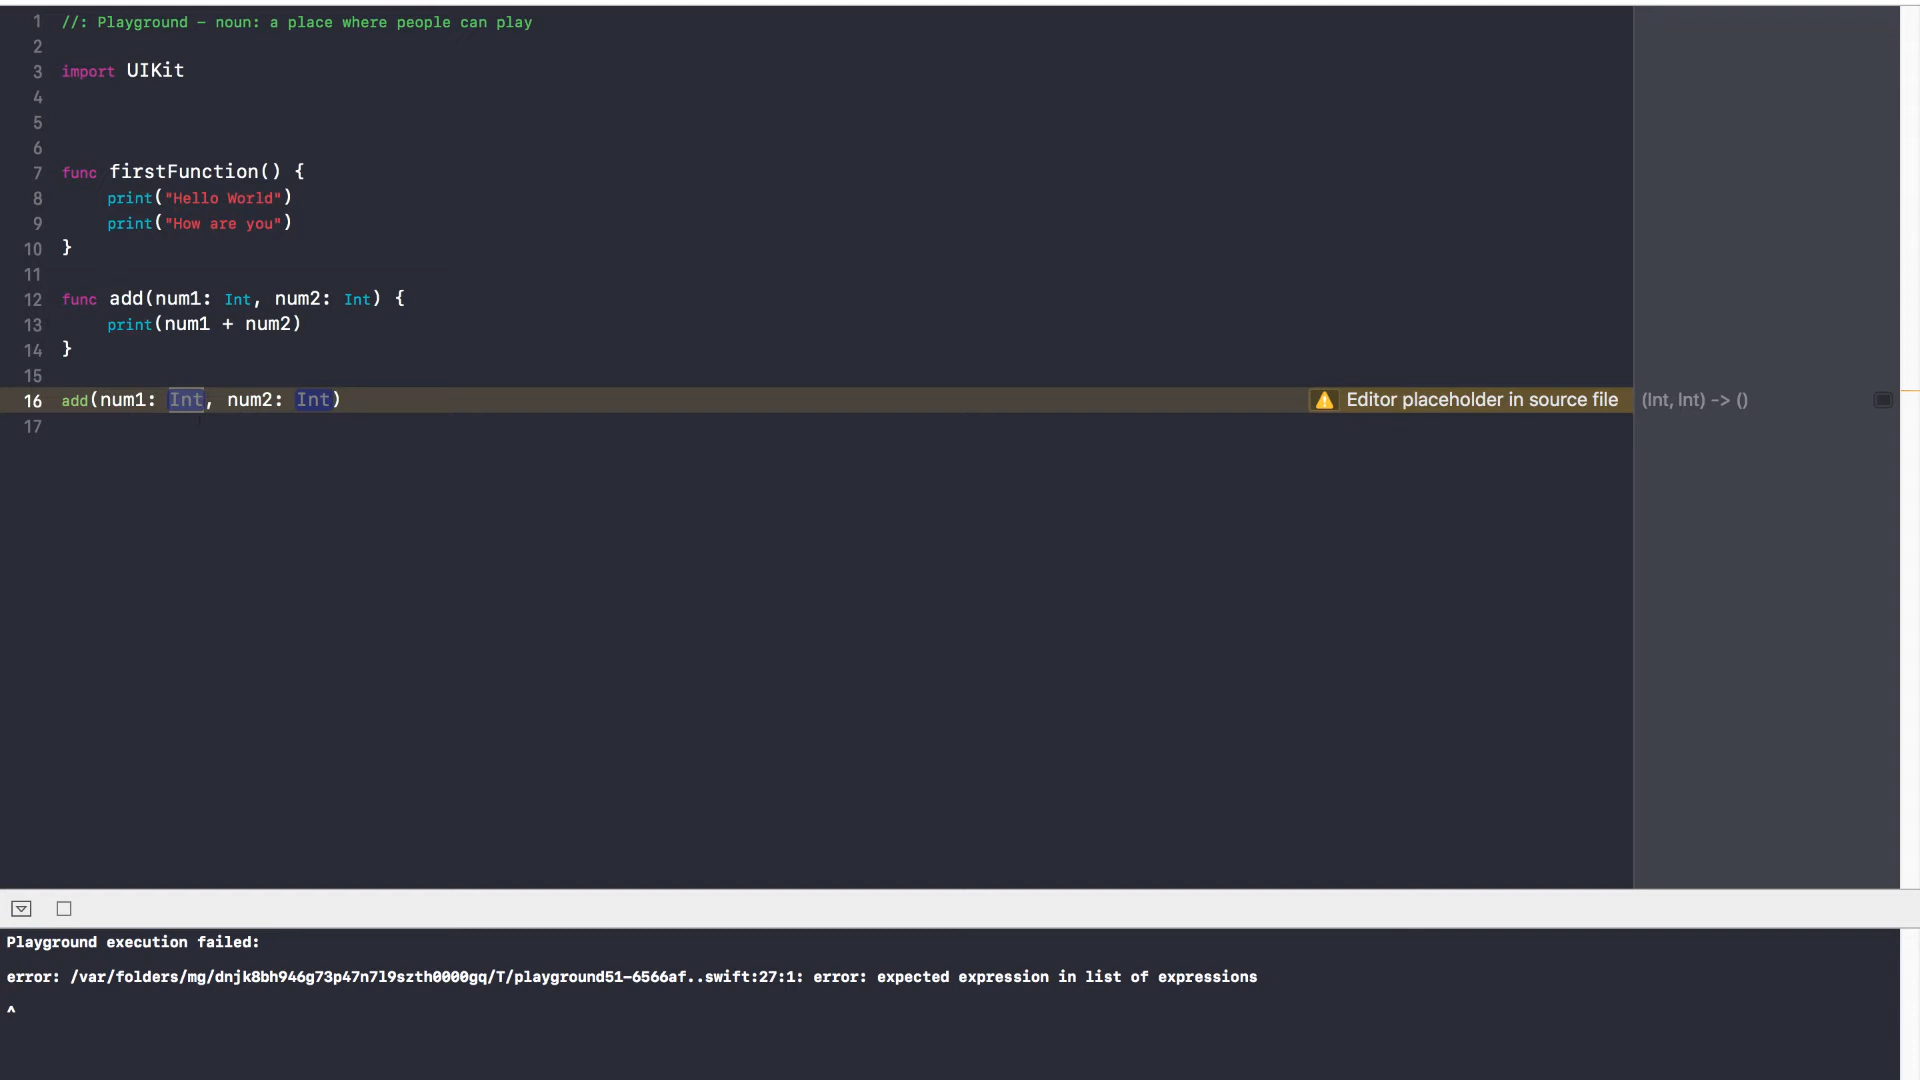 1 //: Playground – noun: a place where people can play
2
3 import UIKit
4
5
6
7 func firstFunction() {
8 print("Hello World")
9 print("How are you")
10 }
11
12 func add(num1: Int, num2: Int) {
13 print(num1 + num2)
14 }
15
16 add(num1: Int, num2: Int) Editor placeholder in source file (Int, Int) -> ()
17
Playground execution failed:
error: /var/folders/mg/dnjk8bh946g73p47n7l9szth0000gq/T/playground51-6566af..swift:27:1: error: expected expression in list of expressions
^